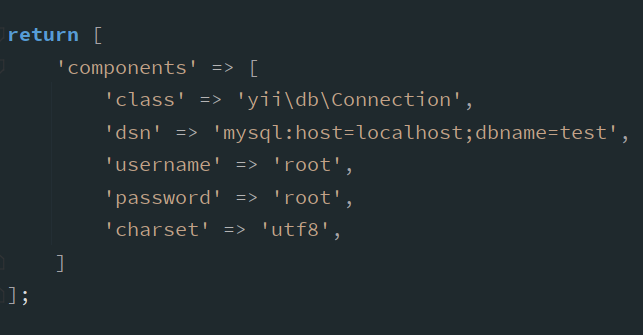 return [
    'components' => [
        'class' => 'yii\db\Connection',
        'dsn' => 'mysql:host=localhost;dbname=test',
        'username' => 'root',
        'password' => 'root',
        'charset' => 'utf8',
    ]
];